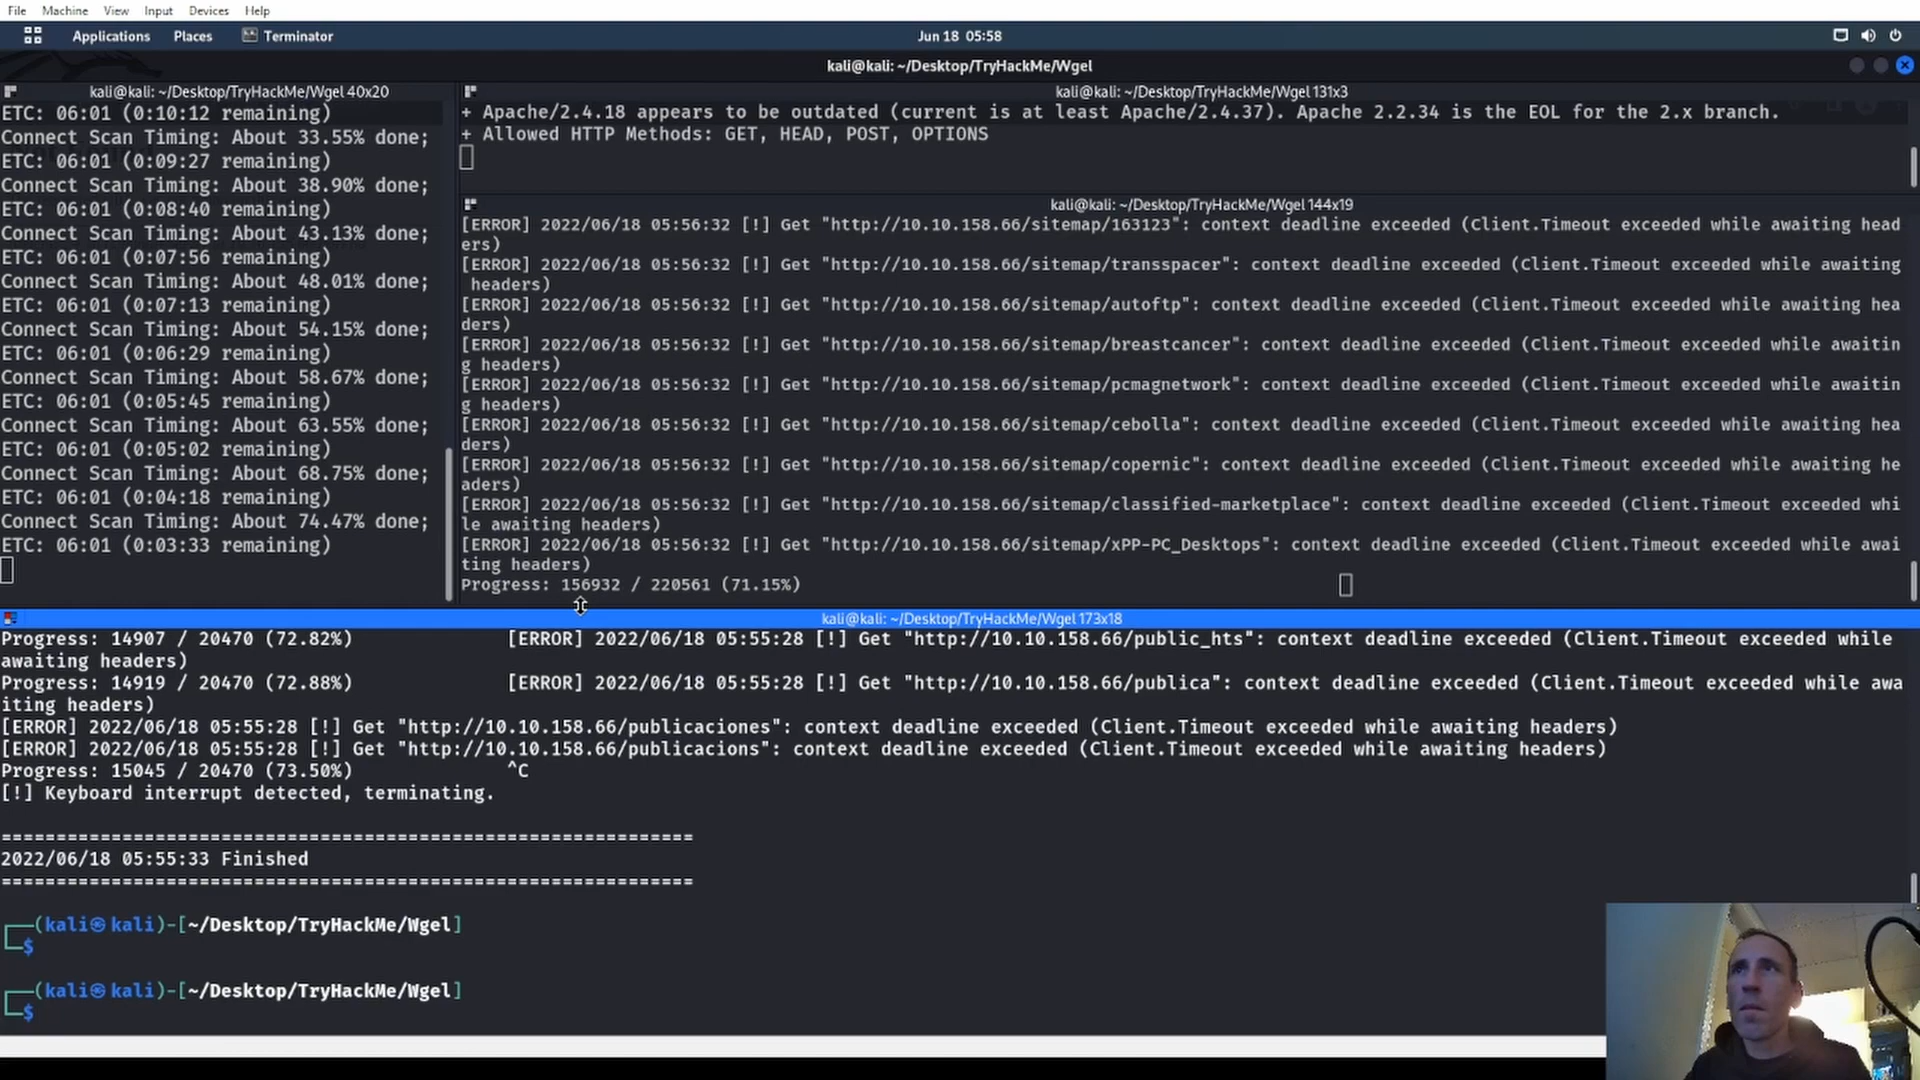 File Machine View Input Devices Help
Applications Places Terminator Jun 18 05:58
kali@kali: ~/Desktop/TryHackMe/Wgel
kali@kali: ~/Desktop/TryHackMe/Wgel 40x20
ETC: 06:01 (0:10:12 remaining)
Connect Scan Timing: About 33.55% done;
ETC: 06:01 (0:09:27 remaining)
Connect Scan Timing: About 38.90% done;
ETC: 06:01 (0:08:40 remaining)
Connect Scan Timing: About 43.13% done;
ETC: 06:01 (0:07:56 remaining)
Connect Scan Timing: About 48.01% done;
ETC: 06:01 (0:07:13 remaining)
Connect Scan Timing: About 54.15% done;
ETC: 06:01 (0:06:29 remaining)
Connect Scan Timing: About 58.67% done;
ETC: 06:01 (0:05:45 remaining)
Connect Scan Timing: About 63.55% done;
ETC: 06:01 (0:05:02 remaining)
Connect Scan Timing: About 68.75% done;
ETC: 06:01 (0:04:18 remaining)
Connect Scan Timing: About 74.47% done;
ETC: 06:01 (0:03:33 remaining)
kali@kali: ~/Desktop/TryHackMe/Wgel 131x3
+ Apache/2.4.18 appears to be outdated (current is at least Apache/2.4.37). Apache 2.2.34 is the EOL for the 2.x branch.
+ Allowed HTTP Methods: GET, HEAD, POST, OPTIONS
kali@kali: ~/Desktop/TryHackMe/Wgel 144x19
[ERROR] 2022/06/18 05:56:32 [!] Get "http://10.10.158.66/sitemap/163123": context deadline exceeded (Client.Timeout exceeded while awaiting head
ers)
[ERROR] 2022/06/18 05:56:32 [!] Get "http://10.10.158.66/sitemap/transspacer": context deadline exceeded (Client.Timeout exceeded while awaiting
headers)
[ERROR] 2022/06/18 05:56:32 [!] Get "http://10.10.158.66/sitemap/autoftp": context deadline exceeded (Client.Timeout exceeded while awaiting hea
ders)
[ERROR] 2022/06/18 05:56:32 [!] Get "http://10.10.158.66/sitemap/breastcancer": context deadline exceeded (Client.Timeout exceeded while awaitin
g headers)
[ERROR] 2022/06/18 05:56:32 [!] Get "http://10.10.158.66/sitemap/pcmagnetwork": context deadline exceeded (Client.Timeout exceeded while awaitin
g headers)
[ERROR] 2022/06/18 05:56:32 [!] Get "http://10.10.158.66/sitemap/cebolla": context deadline exceeded (Client.Timeout exceeded while awaiting hea
ders)
[ERROR] 2022/06/18 05:56:32 [!] Get "http://10.10.158.66/sitemap/copernic": context deadline exceeded (Client.Timeout exceeded while awaiting he
aders)
[ERROR] 2022/06/18 05:56:32 [!] Get "http://10.10.158.66/sitemap/classified-marketplace": context deadline exceeded (Client.Timeout exceeded whi
le awaiting headers)
[ERROR] 2022/06/18 05:56:32 [!] Get "http://10.10.158.66/sitemap/xPP-PC_Desktops": context deadline exceeded (Client.Timeout exceeded while awai
ting headers)
Progress: 156932 / 220561 (71.15%)
kali@kali: ~/Desktop/TryHackMe/Wgel 173x18
Progress: 14907 / 20470 (72.82%) [ERROR] 2022/06/18 05:55:28 [!] Get "http://10.10.158.66/public_hts": context deadline exceeded (Client.Timeout exceeded while
awaiting headers)
Progress: 14919 / 20470 (72.88%) [ERROR] 2022/06/18 05:55:28 [!] Get "http://10.10.158.66/publica": context deadline exceeded (Client.Timeout exceeded while awa
iting headers)
[ERROR] 2022/06/18 05:55:28 [!] Get "http://10.10.158.66/publicaciones": context deadline exceeded (Client.Timeout exceeded while awaiting headers)
[ERROR] 2022/06/18 05:55:28 [!] Get "http://10.10.158.66/publicacions": context deadline exceeded (Client.Timeout exceeded while awaiting headers)
Progress: 15045 / 20470 (73.50%) ^C
[!] Keyboard interrupt detected, terminating.
===============================================================
2022/06/18 05:55:33 Finished
===============================================================
┌──(kali㉿kali)-[~/Desktop/TryHackMe/Wgel]
└─$
┌──(kali㉿kali)-[~/Desktop/TryHackMe/Wgel]
└─$